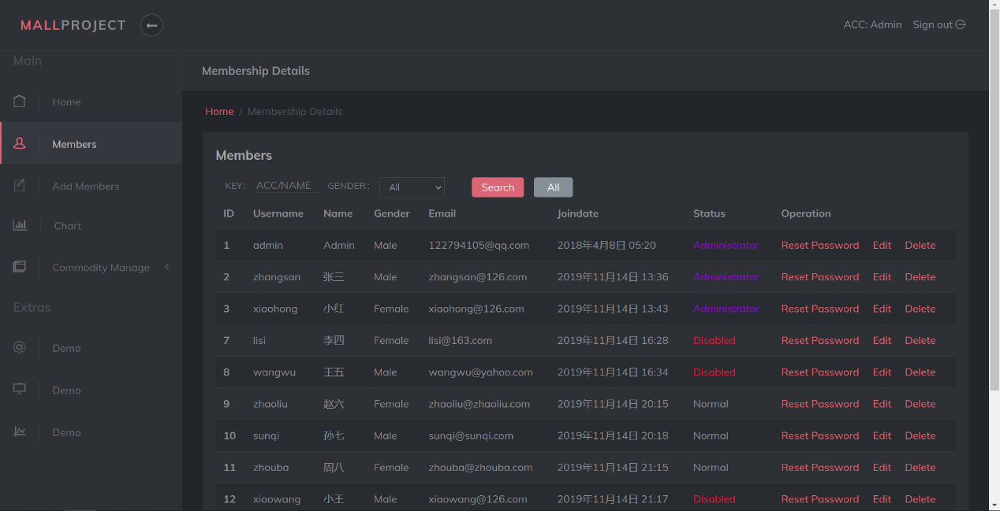 MALLPROJECT
ACC: Admin Sign out
Main
Home
Members
Add Members
Chart
Commodity Manage
Extras
Demo
Demo
Demo
Membership Details
Home / Membership Details
Members
KEY: ACC/NAME GENDER: All Search All
ID Username Name Gender Email Joindate Status Operation
1 admin Admin Male 122794105@qq.com 2018年4月8日 05:20 Administrator Reset Password Edit Delete
2 zhangsan 张三 Male zhangsan@126.com 2019年11月14日 13:36 Administrator Reset Password Edit Delete
3 xiaohong 小红 Female xiaohong@126.com 2019年11月14日 13:43 Administrator Reset Password Edit Delete
7 lisi 李四 Female lisi@163.com 2019年11月14日 16:28 Disabled Reset Password Edit Delete
8 wangwu 王五 Male wangwu@yahoo.com 2019年11月14日 16:34 Disabled Reset Password Edit Delete
9 zhaoliu 赵六 Female zhaoliu@zhaoliu.com 2019年11月14日 20:15 Normal Reset Password Edit Delete
10 sunqi 孙七 Male sunqi@sunqi.com 2019年11月14日 20:18 Normal Reset Password Edit Delete
11 zhouba 周八 Female zhouba@zhouba.com 2019年11月14日 21:15 Normal Reset Password Edit Delete
12 xiaowang 小王 Male xiaowang@126.com 2019年11月14日 21:17 Disabled Reset Password Edit Delete